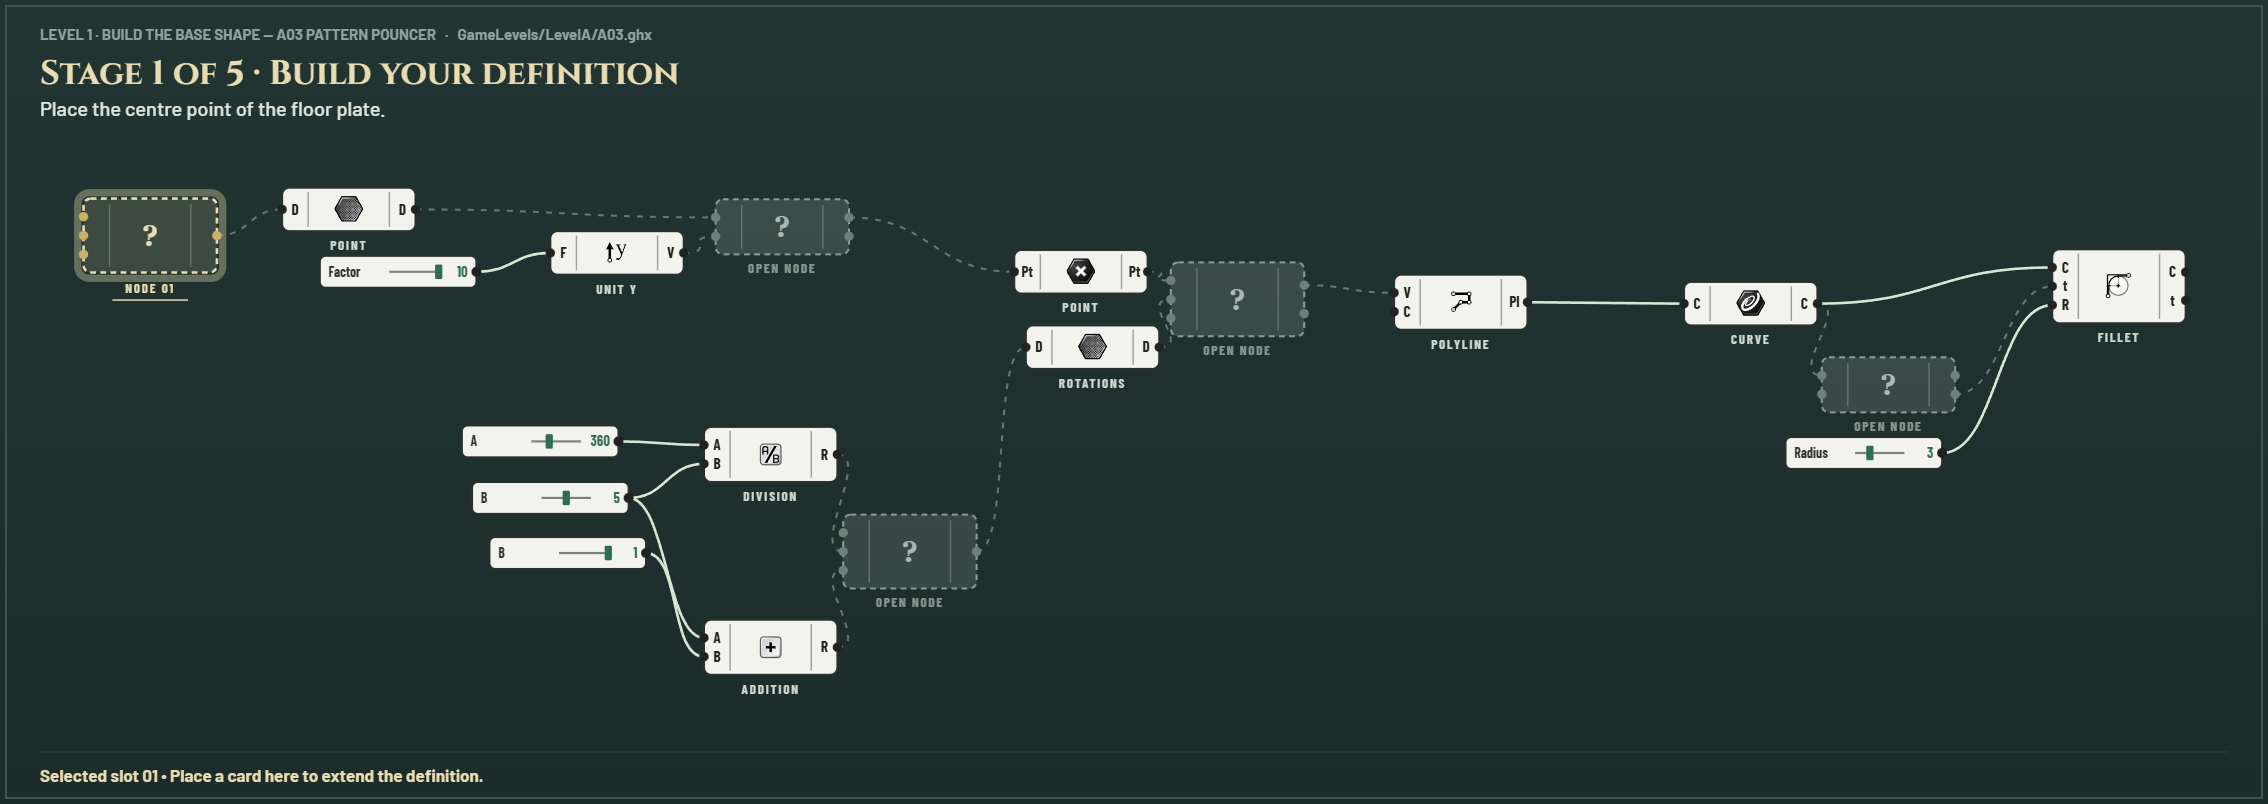 LEVEL 1 · BUILD THE BASE SHAPE — A03 PATTERN POUNCER · GameLevels/LevelA/A03.ghx
STAGE 1 OF 5 · BUILD YOUR DEFINITION
Place the centre point of the floor plate.
?
NODE 01
D D
POINT
Factor 10
F y V
UNIT Y
?
OPEN NODE
Pt Pt
POINT
D D
ROTATIONS
?
OPEN NODE
V C Pl
POLYLINE
C C
CURVE
C t R C t
FILLET
?
OPEN NODE
Radius 3
A 360
B 5
B 1
A B A/B R
DIVISION
?
OPEN NODE
A B + R
ADDITION
Selected slot 01 • Place a card here to extend the definition.